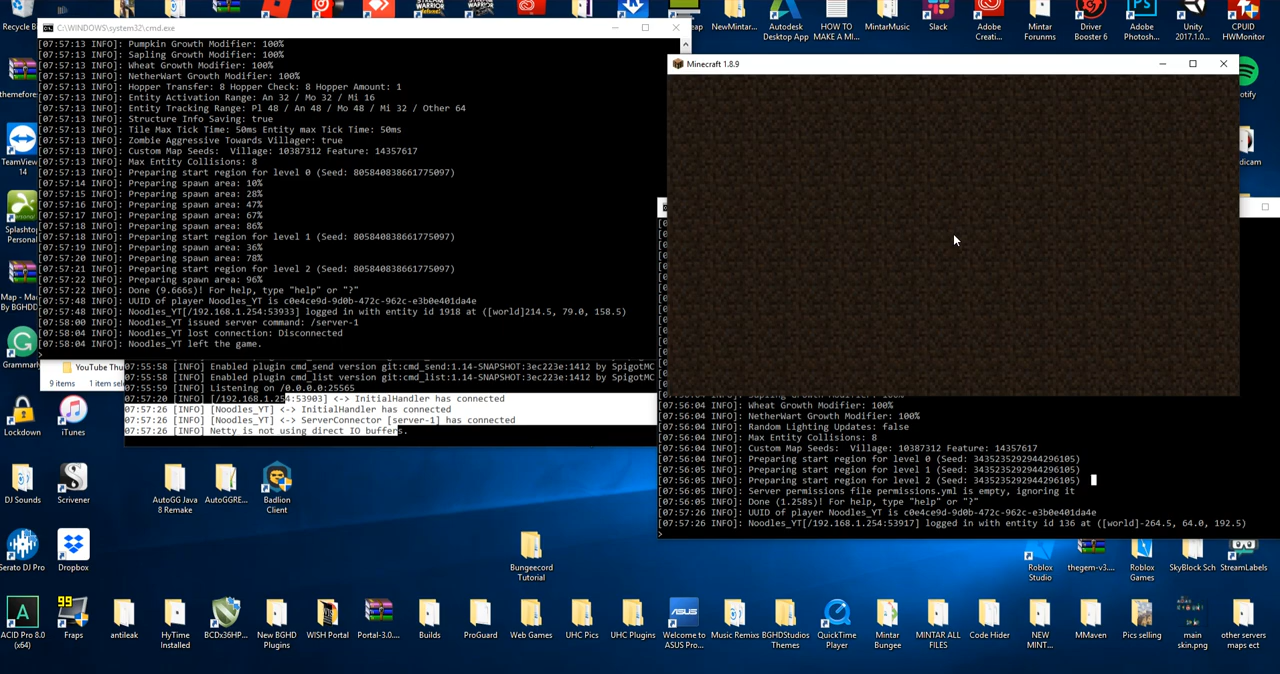 Recycle Bin
themefore
TeamView
14
Splashto
Personal
Map - Ma
By BGHDD
Grammarl
C:\WINDOWS\system32\cmd.exe
[07:57:13 INFO]: Pumpkin Growth Modifier: 100%
[07:57:13 INFO]: Sapling Growth Modifier: 100%
[07:57:13 INFO]: Wheat Growth Modifier: 100%
[07:57:13 INFO]: NetherWart Growth Modifier: 100%
[07:57:13 INFO]: Hopper Transfer: 8 Hopper Check: 8 Hopper Amount: 1
[07:57:13 INFO]: Entity Activation Range: An 32 / Mo 32 / Mi 16
[07:57:13 INFO]: Entity Tracking Range: Pl 48 / An 48 / Mo 48 / Mi 32 / Other 64
[07:57:13 INFO]: Structure Info Saving: true
[07:57:13 INFO]: Tile Max Tick Time: 50ms Entity max Tick Time: 50ms
[07:57:13 INFO]: Zombie Aggressive Towards Villager: true
[07:57:13 INFO]: Custom Map Seeds:  Village: 10387312 Feature: 14357617
[07:57:13 INFO]: Max Entity Collisions: 8
[07:57:13 INFO]: Preparing start region for level 0 (Seed: 805840838661775097)
[07:57:14 INFO]: Preparing spawn area: 10%
[07:57:15 INFO]: Preparing spawn area: 28%
[07:57:16 INFO]: Preparing spawn area: 47%
[07:57:17 INFO]: Preparing spawn area: 67%
[07:57:18 INFO]: Preparing spawn area: 86%
[07:57:18 INFO]: Preparing start region for level 1 (Seed: 805840838661775097)
[07:57:19 INFO]: Preparing spawn area: 36%
[07:57:20 INFO]: Preparing spawn area: 78%
[07:57:21 INFO]: Preparing start region for level 2 (Seed: 805840838661775097)
[07:57:22 INFO]: Preparing spawn area: 96%
[07:57:22 INFO]: Done (9.666s)! For help, type "help" or "?"
[07:57:48 INFO]: UUID of player Noodles_YT is c0e4ce9d-9d0b-472c-962c-e3b0e401da4e
[07:57:48 INFO]: Noodles_YT[/192.168.1.254:53933] logged in with entity id 1918 at ([world]214.5, 79.0, 158.5)
[07:58:00 INFO]: Noodles_YT issued server command: /server-1
[07:58:04 INFO]: Noodles_YT lost connection: Disconnected
[07:58:04 INFO]: Noodles_YT left the game.
>
YouTube Thu
9 items 1 item sele
07:55:58 [INFO] Enabled plugin cmd_send version git:cmd_send:1.14-SNAPSHOT:3ec223e:1412 by SpigotMC
07:55:58 [INFO] Enabled plugin cmd_list version git:cmd_list:1.14-SNAPSHOT:3ec223e:1412 by SpigotMC
07:55:59 [INFO] Listening on /0.0.0.0:25565
07:57:20 [INFO] [/192.168.1.254:53903] <-> InitialHandler has connected
07:57:26 [INFO] [Noodles_YT] <-> InitialHandler has connected
07:57:26 [INFO] [Noodles_YT] <-> ServerConnector [server-1] has connected
07:57:26 [INFO] Netty is not using direct IO buffers.
NewMintar...
Autodesk
Desktop App
HOW TO
MAKE A MI...
MintarMusic
Slack
Adobe
Creati...
Mintar
Forunms
Driver
Booster 6
Adobe
Photosh...
Unity
2017.1.0...
CPUID
HWMonitor
Minecraft 1.8.9
[07:56:04 INFO]: Wheat Growth Modifier: 100%
[07:56:04 INFO]: NetherWart Growth Modifier: 100%
[07:56:04 INFO]: Random Lighting Updates: false
[07:56:04 INFO]: Max Entity Collisions: 8
[07:56:04 INFO]: Custom Map Seeds:  Village: 10387312 Feature: 14357617
[07:56:04 INFO]: Preparing start region for level 0 (Seed: 3435235292944296105)
[07:56:05 INFO]: Preparing start region for level 1 (Seed: 3435235292944296105)
[07:56:05 INFO]: Preparing start region for level 2 (Seed: 3435235292944296105)
[07:56:05 INFO]: Server permissions file permissions.yml is empty, ignoring it
[07:56:05 INFO]: Done (1.258s)! For help, type "help" or "?"
[07:57:26 INFO]: UUID of player Noodles_YT is c0e4ce9d-9d0b-472c-962c-e3b0e401da4e
[07:57:26 INFO]: Noodles_YT[/192.168.1.254:53917] logged in with entity id 136 at ([world]-264.5, 64.0, 192.5)
>
Lockdown
iTunes
DJ Sounds
Scrivener
AutoGG Java
8 Remake
AutoGGRE...
Badlion
Client
Serato DJ Pro
Dropbox
Bungeecord
Tutorial
Roblox
Studio
thegem-v3....
Roblox
Games
SkyBlock Sch
StreamLabels
ACID Pro 8.0
(x64)
99
Fraps
antileak
HyTime
Installed
BCDx36HP...
New BGHD
Plugins
WISH Portal
Portal-3.0....
Builds
ProGuard
Web Games
UHC Pics
UHC Plugins
Welcome to
ASUS Pro...
Music Remixs
BGHDStudios
Themes
QuickTime
Player
Mintar
Bungee
MINTAR ALL
FILES
Code Hider
NEW
MINT...
MMaven
Pics selling
main
skin.png
other servers
maps ect